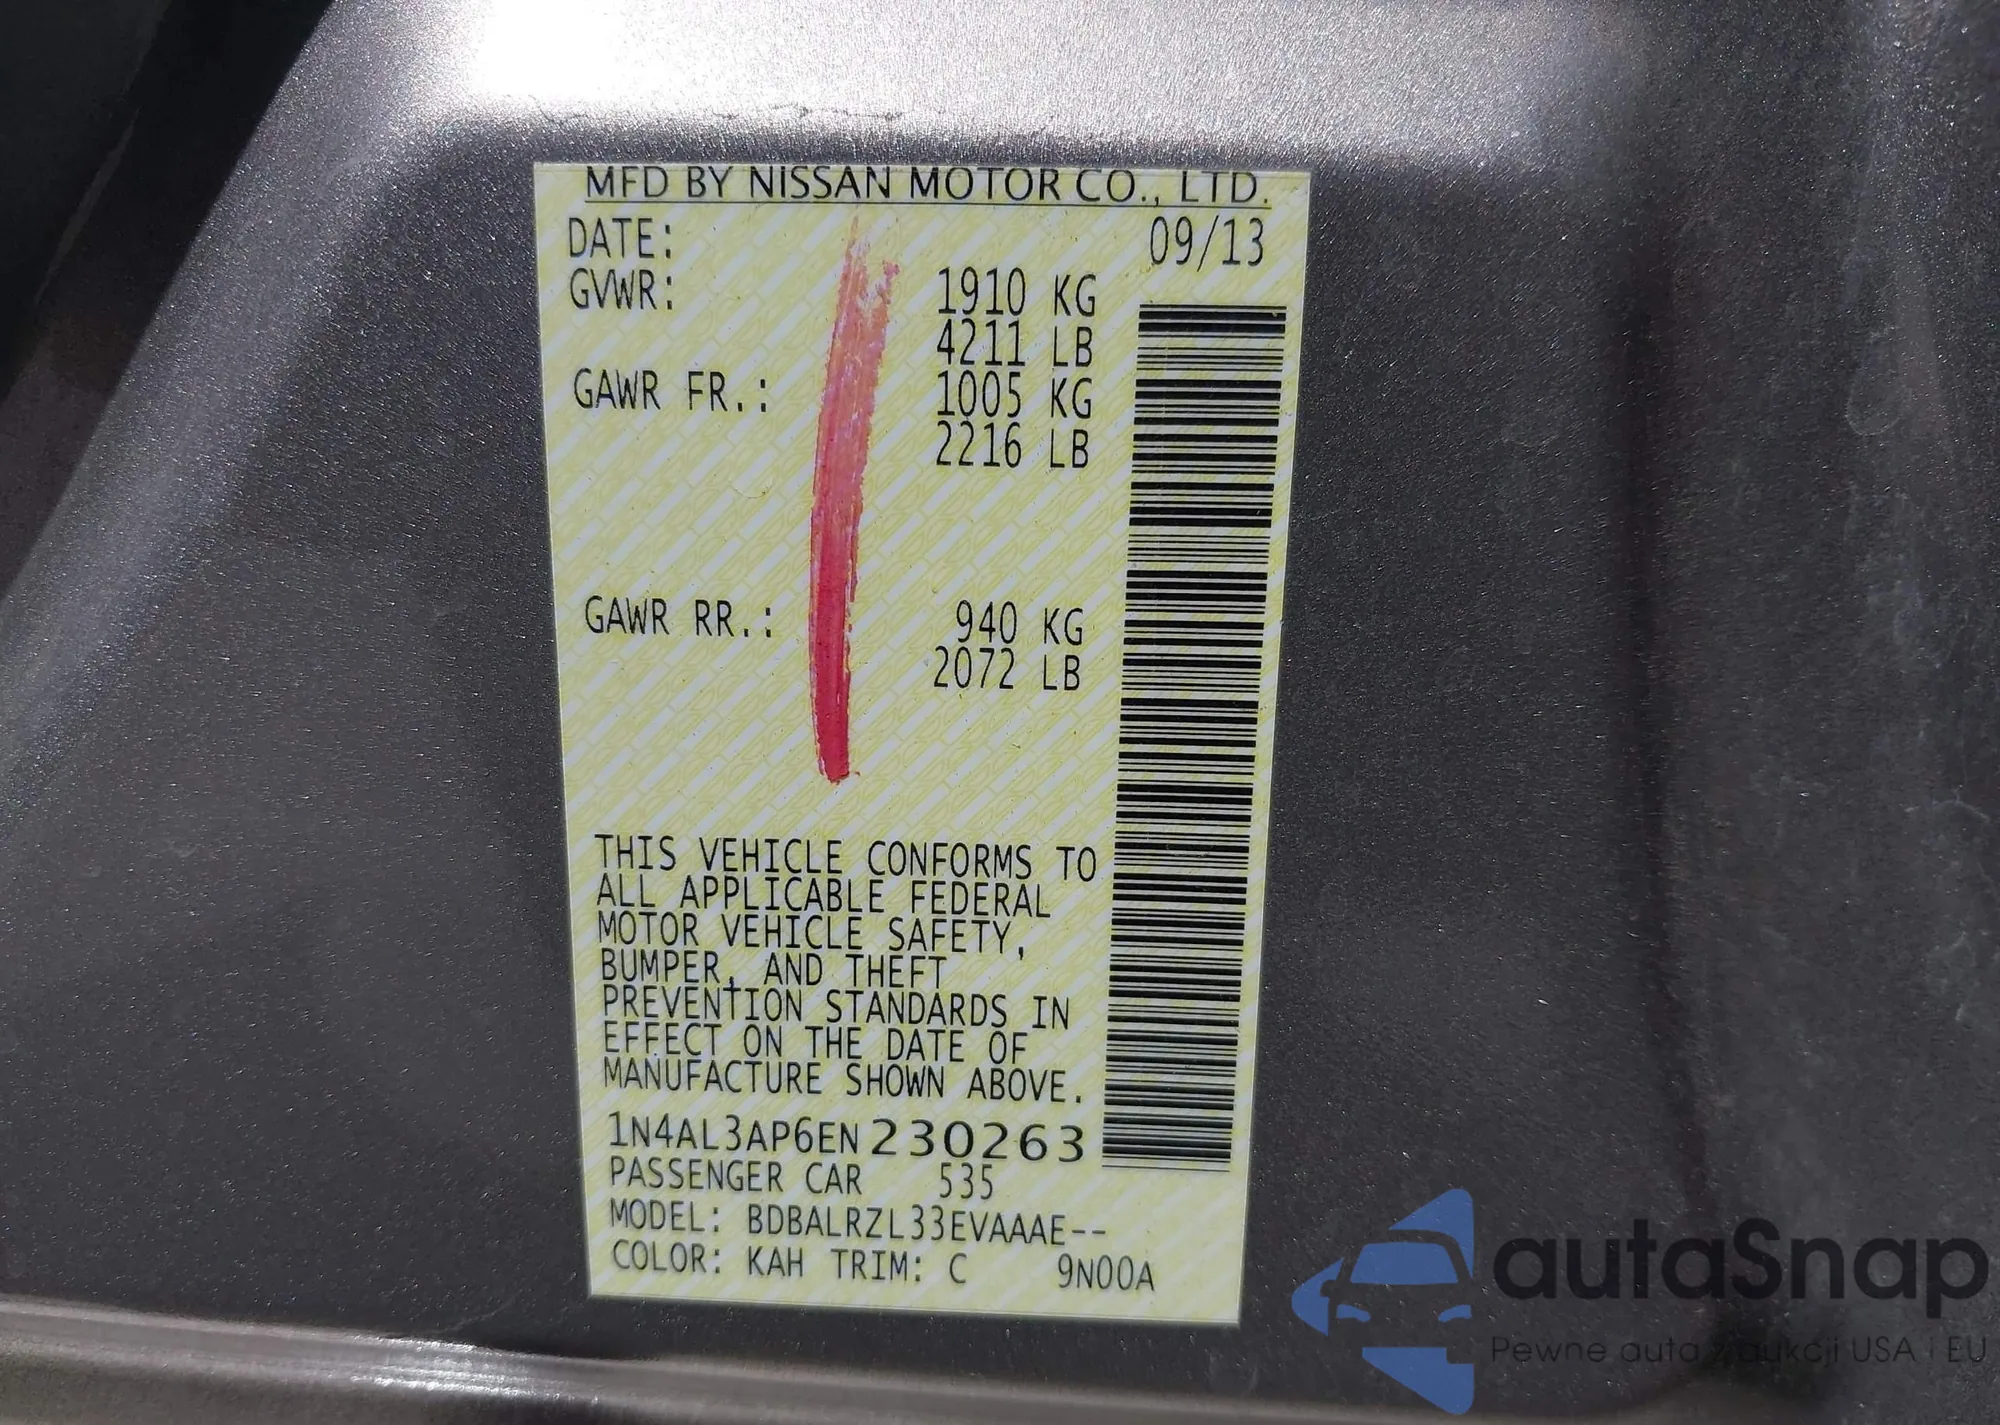 MFD BY NISSAN MOTOR CO., LTD.
DATE: 09/13
GVWR: 1910 KG
4211 LB
GAWR FR.: 1005 KG
2216 LB
GAWR RR.: 940 KG
2072 LB
THIS VEHICLE CONFORMS TO
ALL APPLICABLE FEDERAL
MOTOR VEHICLE SAFETY,
BUMPER, AND THEFT
PREVENTION STANDARDS IN
EFFECT ON THE DATE OF
MANUFACTURE SHOWN ABOVE.
1N4AL3AP6EN230263
PASSENGER CAR 535
MODEL: BDBALRZL33EVAAAE--
COLOR: KAH TRIM: C 9N00A
autaSnap
Pewne auta z aukcji USA i EU